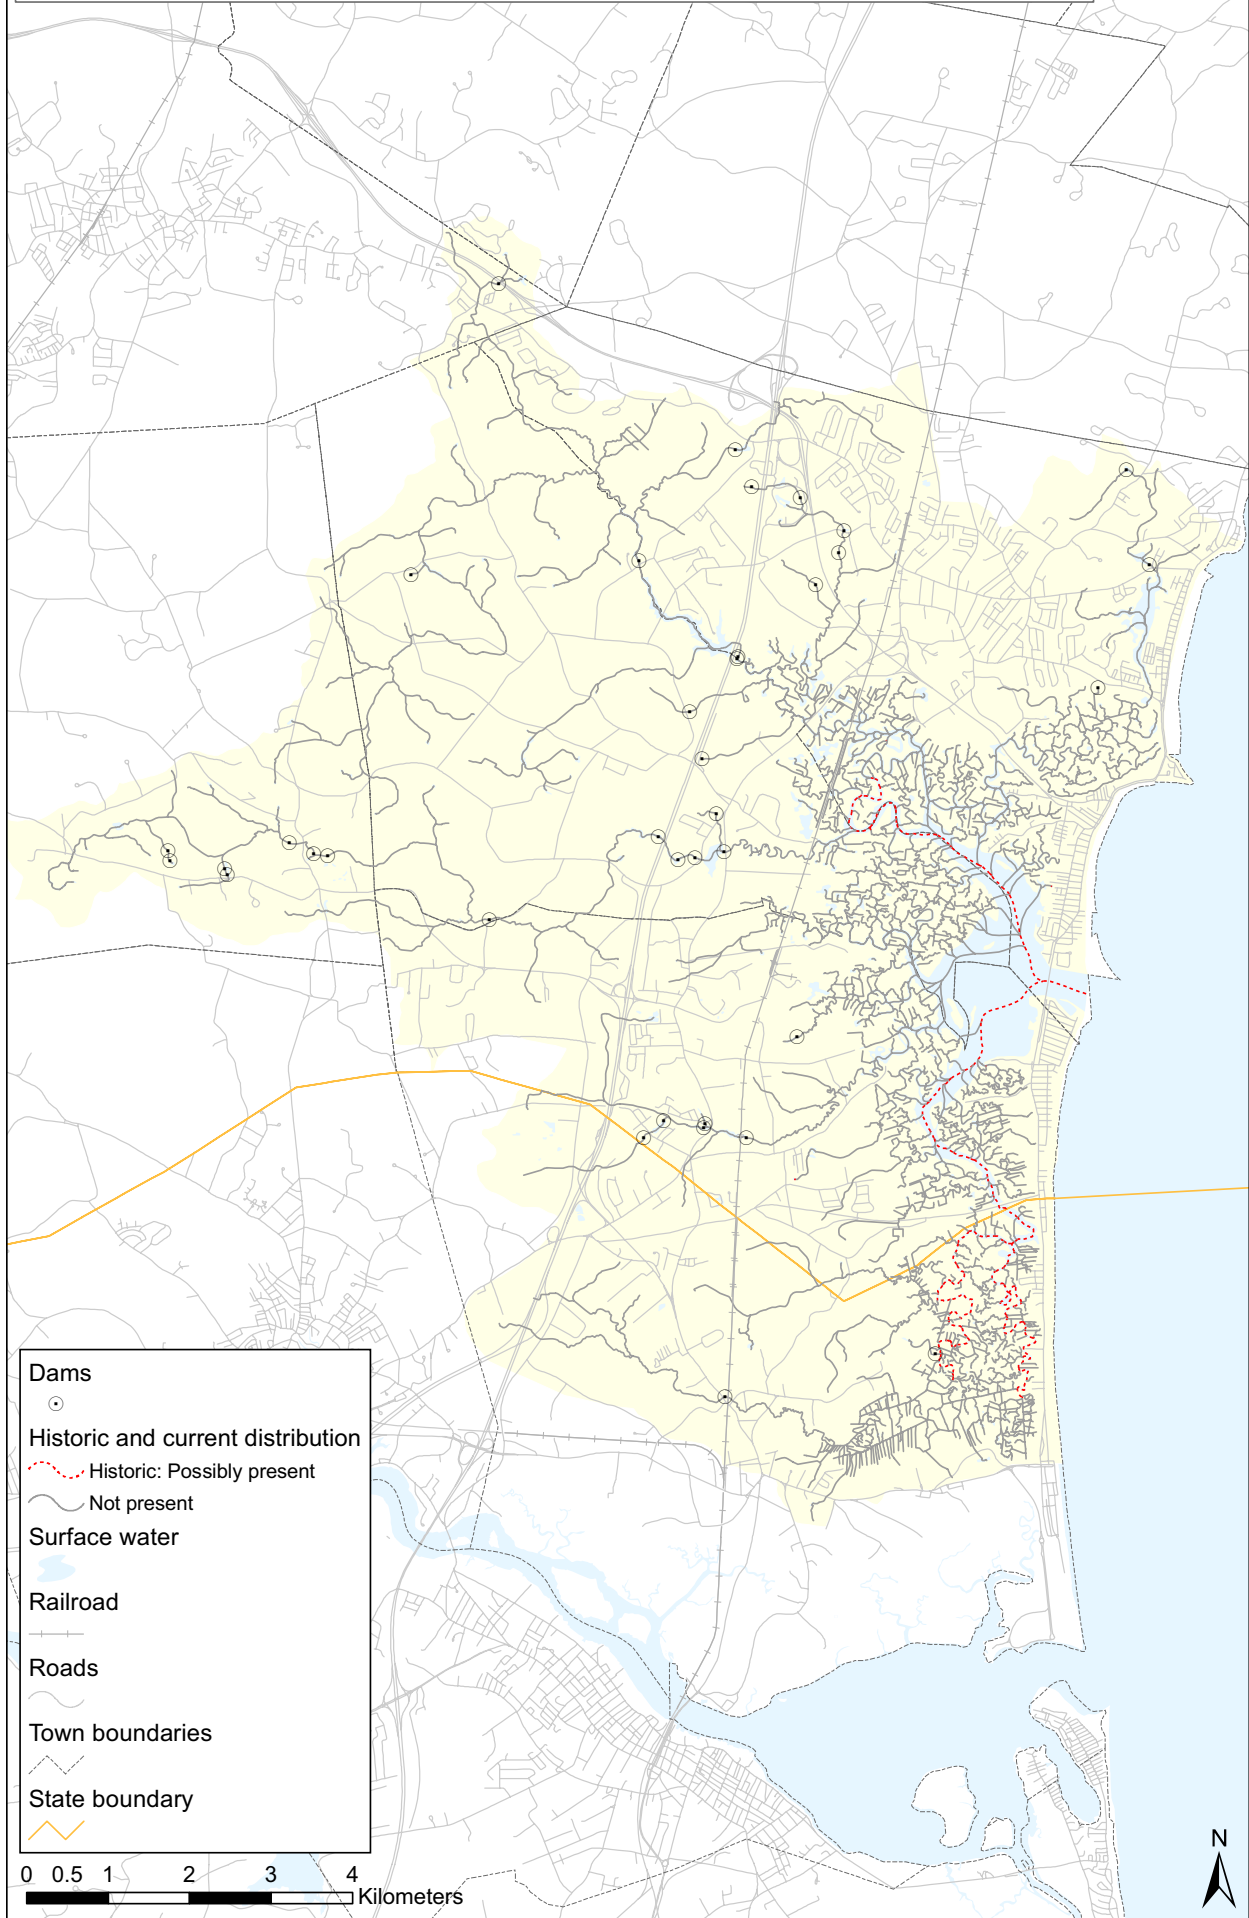 Dams
Historic and current distribution
Historic: Possibly present
Not present
Surface water
Railroad
Roads
Town boundaries
State boundary
0 0.5 1 2 3 4
Kilometers
N